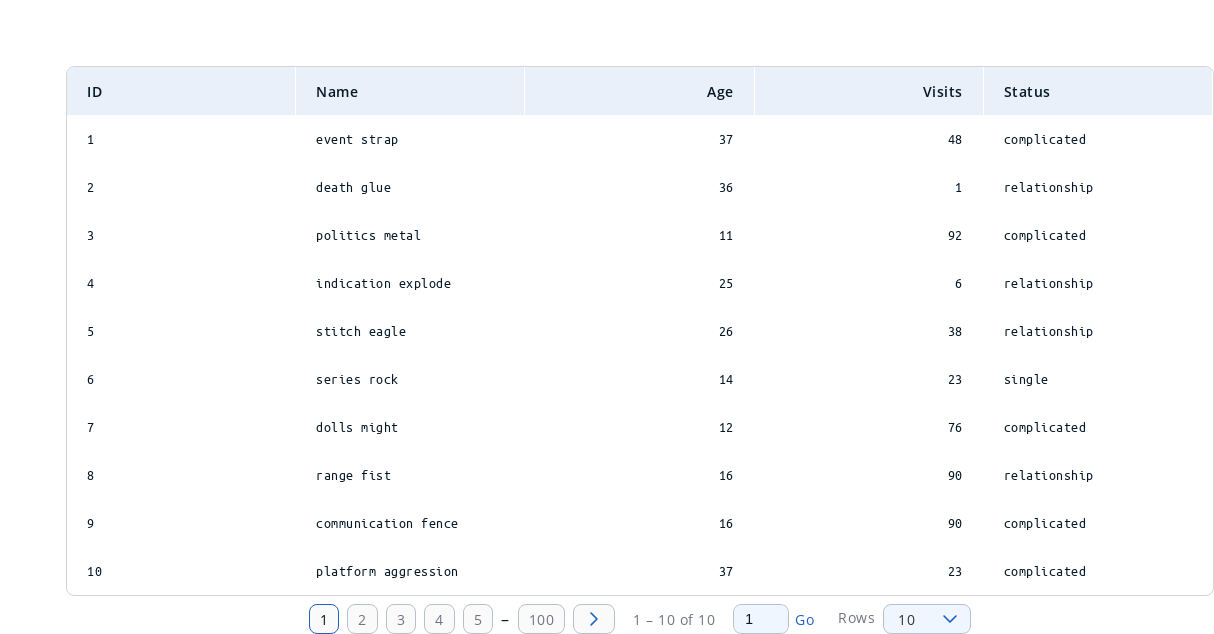 ID Name Age Visits Status
1 event strap 37 48 complicated
2 death glue 36 1 relationship
3 politics metal 11 92 complicated
4 indication explode 25 6 relationship
5 stitch eagle 26 38 relationship
6 series rock 14 23 single
7 dolls might 12 76 complicated
8 range fist 16 90 relationship
9 communication fence 16 90 complicated
10 platform aggression 37 23 complicated
1 2 3 4 5 – 100 1 – 10 of 10 1 Go Rows 10